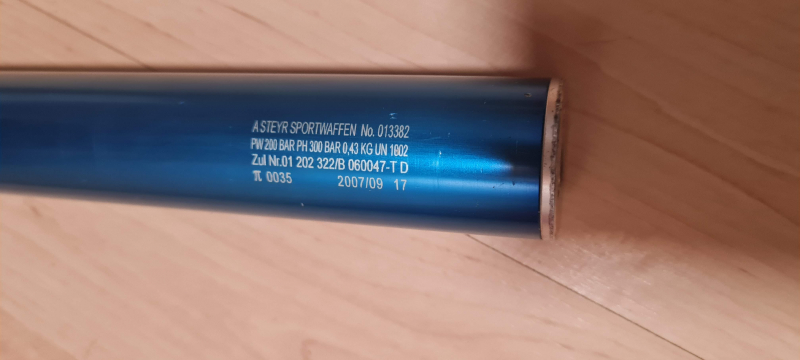 A STEYR SPORTWAFFEN No. 013382
PW 200 BAR PH 300 BAR 0,43 KG UN 1002
Zul Nr.01 202 322/B 060047-T D
π 0035 2007/09 17